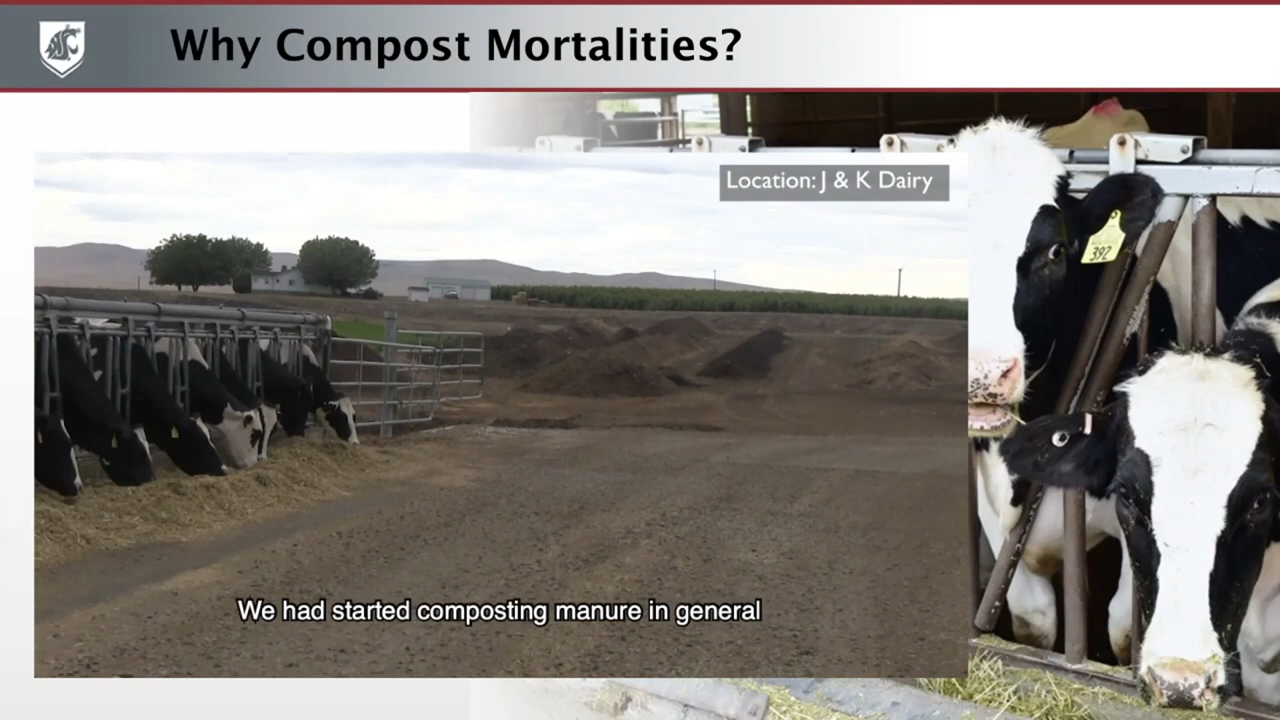 Why Compost Mortalities?
Location: J & K Dairy
392
We had started composting manure in general